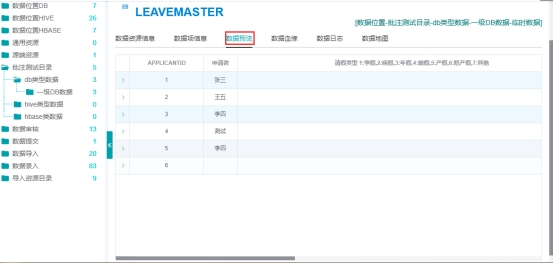 数据位置DB 7
数据位置HIVE 26
数据位置HBASE 7
通用资源 0
源端资源 1
批注测试目录 5
db类型数据 3
一级DB数据 3
hive类型数据 0
hbase类数据 0
数据审核 13
数据提交 1
数据导入 20
数据录入 83
导入资源目录 9
LEAVEMASTER
[数据位置-批注测试目录-db类型数据-一级DB数据-临时数据]
数据资源信息 数据项信息 数据预览 数据血缘 数据日志 数据地图
APPLICANTID 申请者 请假类型 1;事假,2;病假,3;年假,4;婚假,5;产假,6;陪产假,7;其他
1 张三
2 王五
3 李四
4 测试
5 李四
6